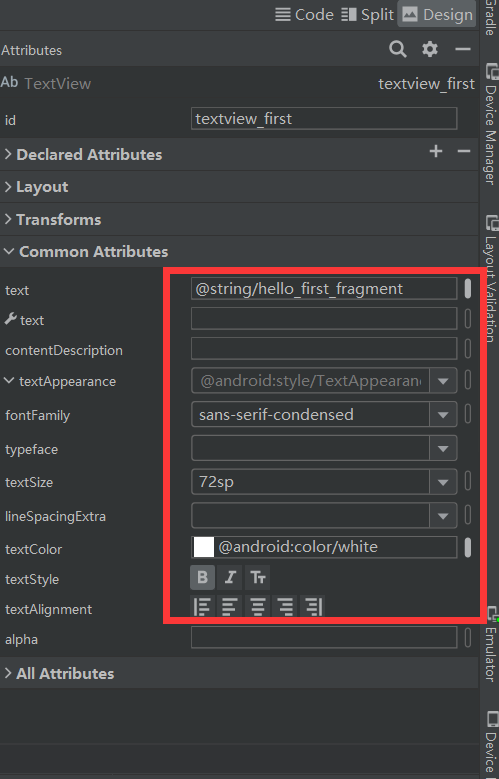 Code Split Design
Attributes
Ab TextView textview_first
id textview_first
Declared Attributes
Layout
Transforms
Common Attributes
text @string/hello_first_fragment
text
contentDescription
textAppearance @android:style/TextAppearan
fontFamily sans-serif-condensed
typeface
textSize 72sp
lineSpacingExtra
textColor @android:color/white
textStyle B I Tт
textAlignment
alpha
All Attributes
Gradle
Device Manager
Layout Validation
Emulator
Device